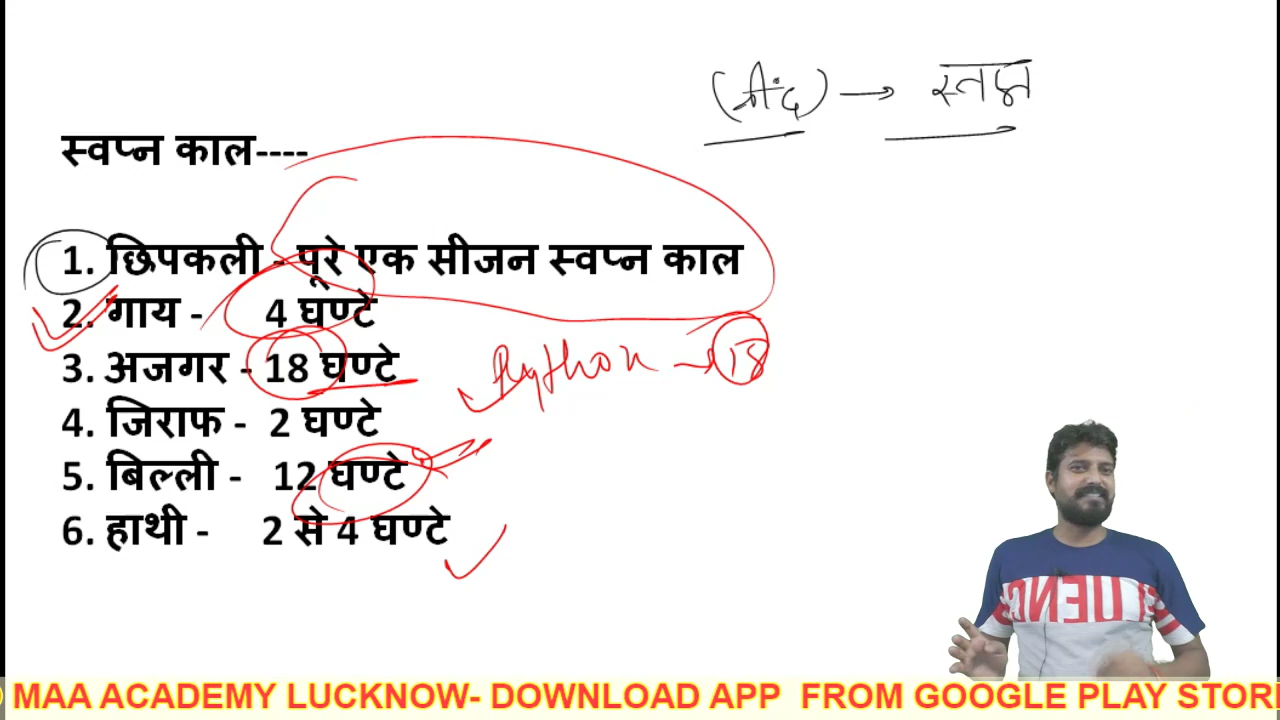 (नींद) → स्वप्न
स्वप्न काल----
1. छिपकली - पूरे एक सीजन स्वप्न काल
2. गाय - 4 घण्टे
3. अजगर - 18 घण्टे
Python → 18
4. जिराफ - 2 घण्टे
5. बिल्ली - 12 घण्टे
6. हाथी - 2 से 4 घण्टे
MAA ACADEMY LUCKNOW- DOWNLOAD APP FROM GOOGLE PLAY STOR